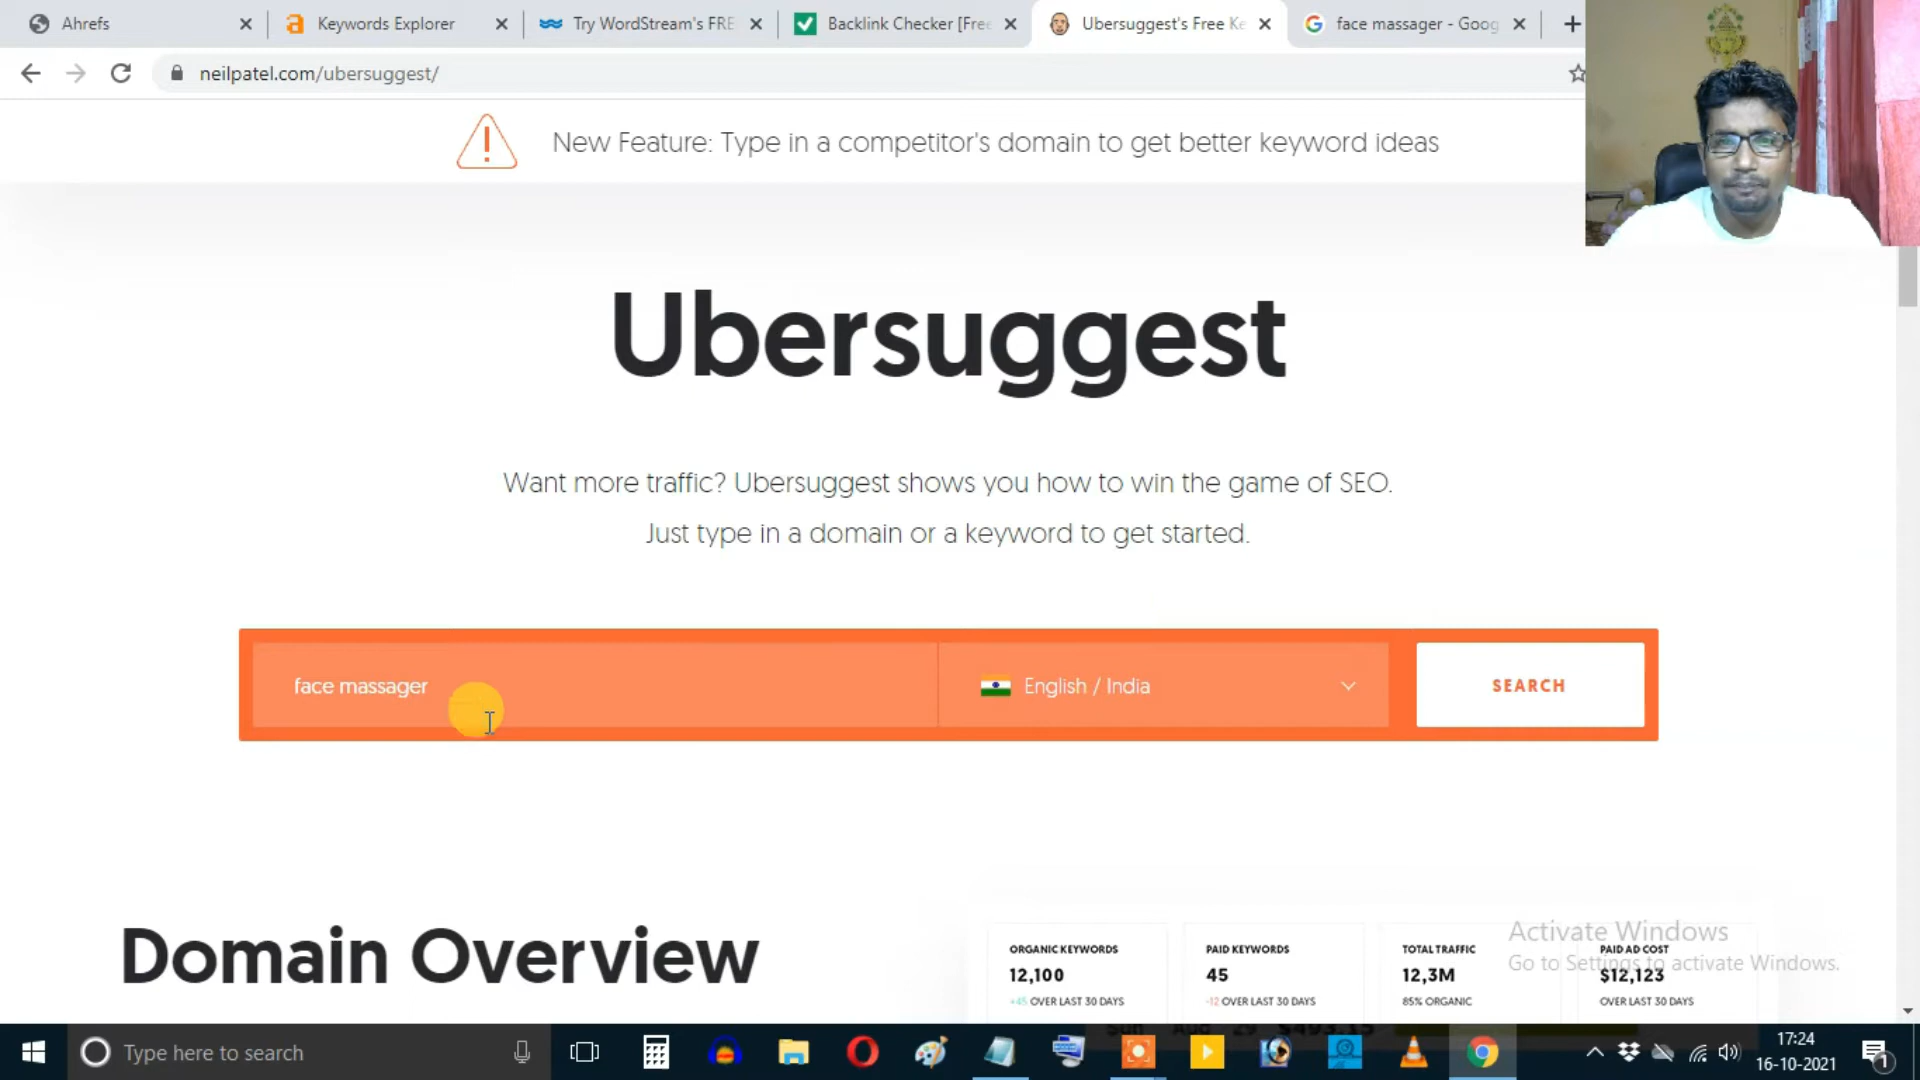 Ahrefs
Keywords Explorer
Try WordStream's FRE
Backlink Checker [Free
Ubersuggest's Free Ke
face massager - Goog
neilpatel.com/ubersuggest/
New Feature: Type in a competitor's domain to get better keyword ideas
Ubersuggest
Want more traffic? Ubersuggest shows you how to win the game of SEO.
Just type in a domain or a keyword to get started.
face massager
English / India
SEARCH
Domain Overview
ORGANIC KEYWORDS
12,100
+45 OVER LAST 30 DAYS
PAID KEYWORDS
45
-12 OVER LAST 30 DAYS
TOTAL TRAFFIC
12,3M
85% ORGANIC
PAID AD COST
$12,123
OVER LAST 30 DAYS
Activate Windows
Go to Settings to activate Windows.
Type here to search
17:24
16-10-2021
1